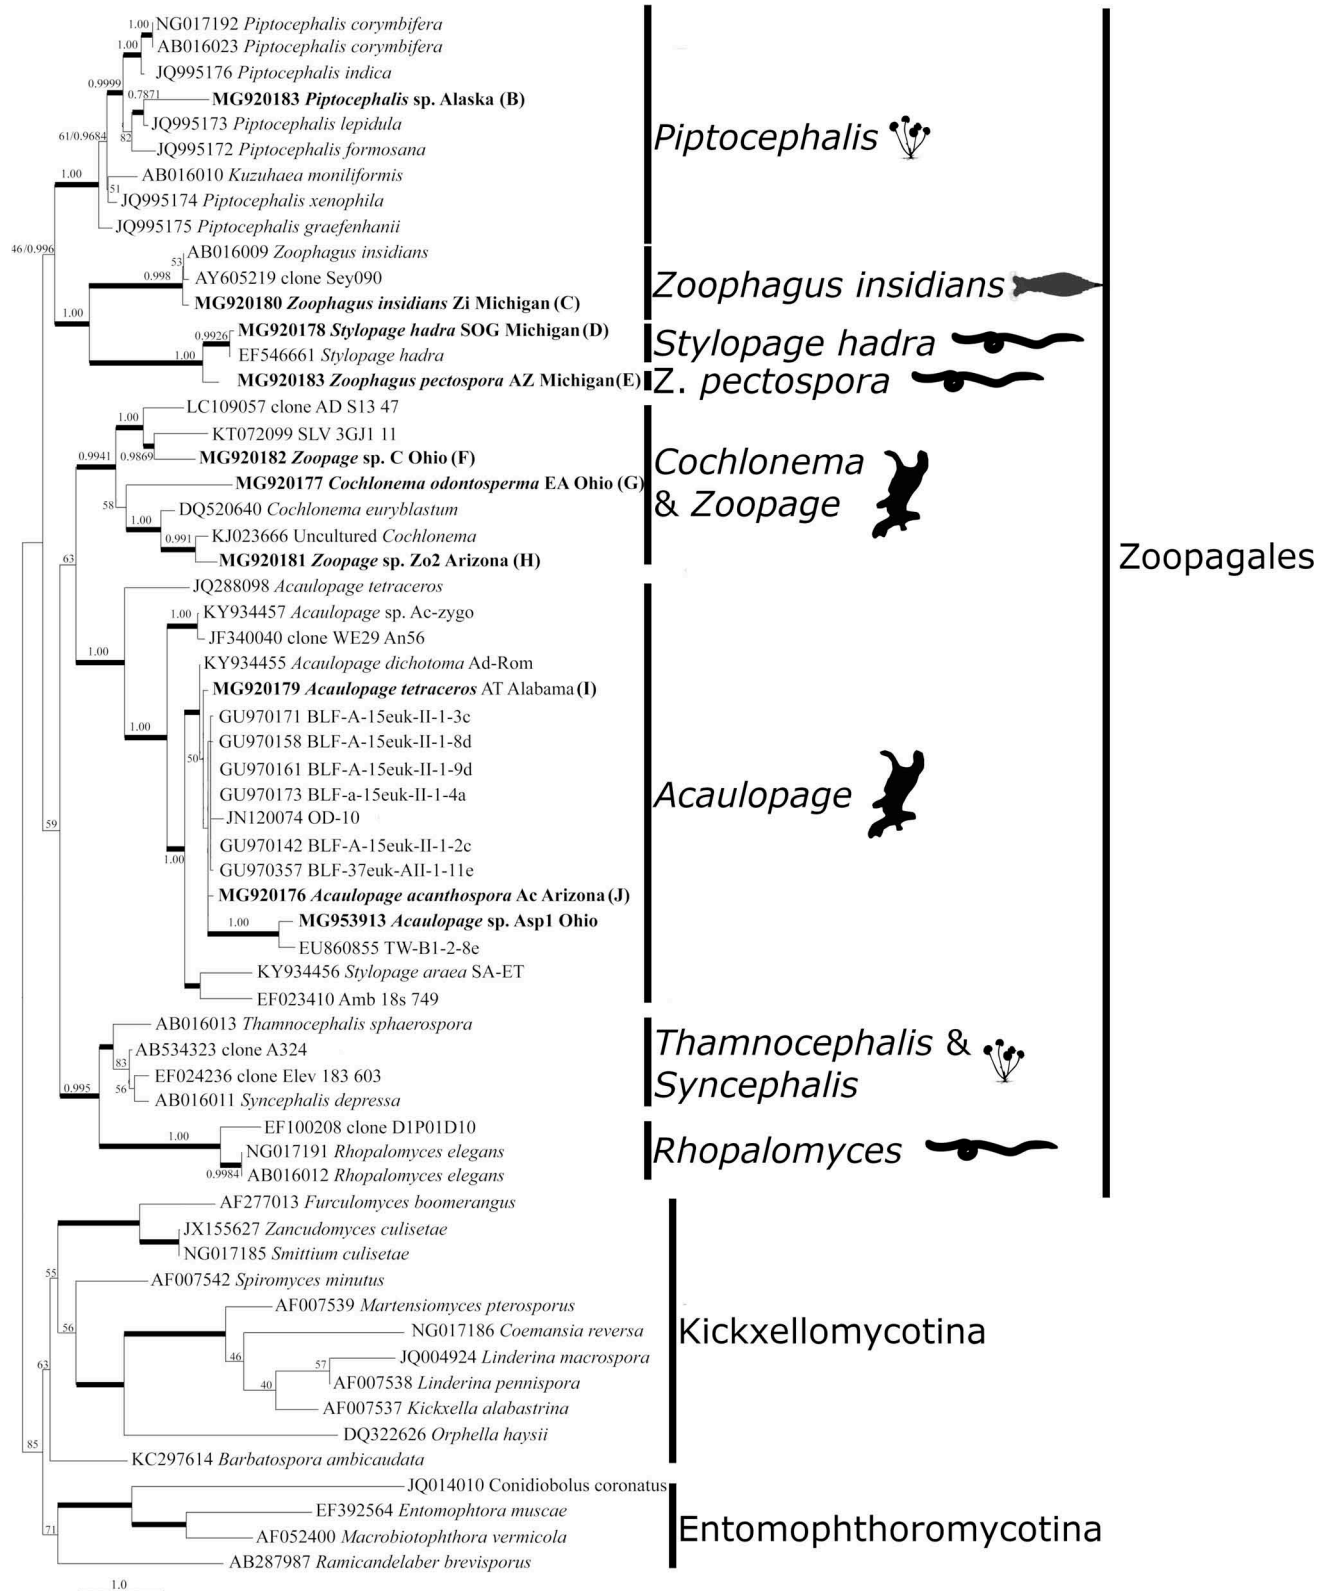 NG017192 Piptocephalis corymbifera
1.00
AB016023 Piptocephalis corymbifera
1.00
JQ995176 Piptocephalis indica
0.9999
0.7871
MG920183 Piptocephalis sp. Alaska (B)
JQ995173 Piptocephalis lepidula
61/0.9684
82
JQ995172 Piptocephalis formosana
Piptocephalis
1.00
AB016010 Kuzuhaea moniliformis
51
JQ995174 Piptocephalis xenophila
JQ995175 Piptocephalis graefenhanii
46/0.996
AB016009 Zoophagus insidians
53
0.998
AY605219 clone Sey090
Zoophagus insidians
MG920180 Zoophagus insidians Zi Michigan (C)
1.00
0.9926
MG920178 Stylopage hadra SOG Michigan (D)
Stylopage hadra
1.00
EF546661 Stylopage hadra
MG920183 Zoophagus pectospora AZ Michigan(E)
Z. pectospora
LC109057 clone AD S13 47
1.00
KT072099 SLV 3GJ1 11
0.9941
0.9869
MG920182 Zoopage sp. C Ohio (F)
Cochlonema
& Zoopage
MG920177 Cochlonema odontosperma EA Ohio (G)
58
DQ520640 Cochlonema euryblastum
1.00
KJ023666 Uncultured Cochlonema
0.991
MG920181 Zoopage sp. Zo2 Arizona (H)
63
Zoopagales
JQ288098 Acaulopage tetraceros
KY934457 Acaulopage sp. Ac-zygo
1.00
JF340040 clone WE29 An56
1.00
KY934455 Acaulopage dichotoma Ad-Rom
MG920179 Acaulopage tetraceros AT Alabama (I)
GU970171 BLF-A-15euk-II-1-3c
1.00
GU970158 BLF-A-15euk-II-1-8d
50
GU970161 BLF-A-15euk-II-1-9d
GU970173 BLF-a-15euk-II-1-4a
Acaulopage
JN120074 OD-10
59
GU970142 BLF-A-15euk-II-1-2c
1.00
GU970357 BLF-37euk-AII-1-11e
MG920176 Acaulopage acanthospora Ac Arizona (J)
MG953913 Acaulopage sp. Asp1 Ohio
1.00
EU860855 TW-B1-2-8e
KY934456 Stylopage araea SA-ET
EF023410 Amb 18s 749
AB016013 Thamnocephalis sphaerospora
AB534323 clone A324
83
Thamnocephalis &
Syncephalis
EF024236 clone Elev 183 603
56
0.995
AB016011 Syncephalis depressa
EF100208 clone D1P01D10
1.00
NG017191 Rhopalomyces elegans
Rhopalomyces
0.9984
AB016012 Rhopalomyces elegans
AF277013 Furculomyces boomerangus
JX155627 Zancudomyces culisetae
NG017185 Smittium culisetae
55
AF007542 Spiromyces minutus
AF007539 Martensiomyces pterosporus
56
NG017186 Coemansia reversa
Kickxellomycotina
46
JQ004924 Linderina macrospora
57
63
AF007538 Linderina pennispora
40
AF007537 Kickxella alabastrina
DQ322626 Orphella haysii
85
KC297614 Barbatospora ambicaudata
JQ014010 Conidiobolus coronatus
EF392564 Entomophtora muscae
71
Entomophthoromycotina
AF052400 Macrobiotophthora vermicola
AB287987 Ramicandelaber brevisporus
1.0